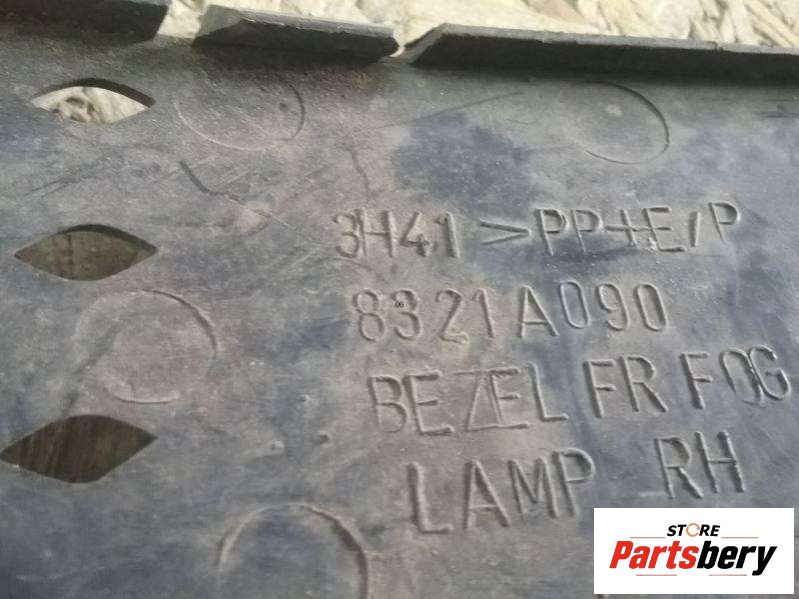 3H41 >PP+E/P
8321A090
BEZEL FR FOG
LAMP RH
STORE
Partsbery